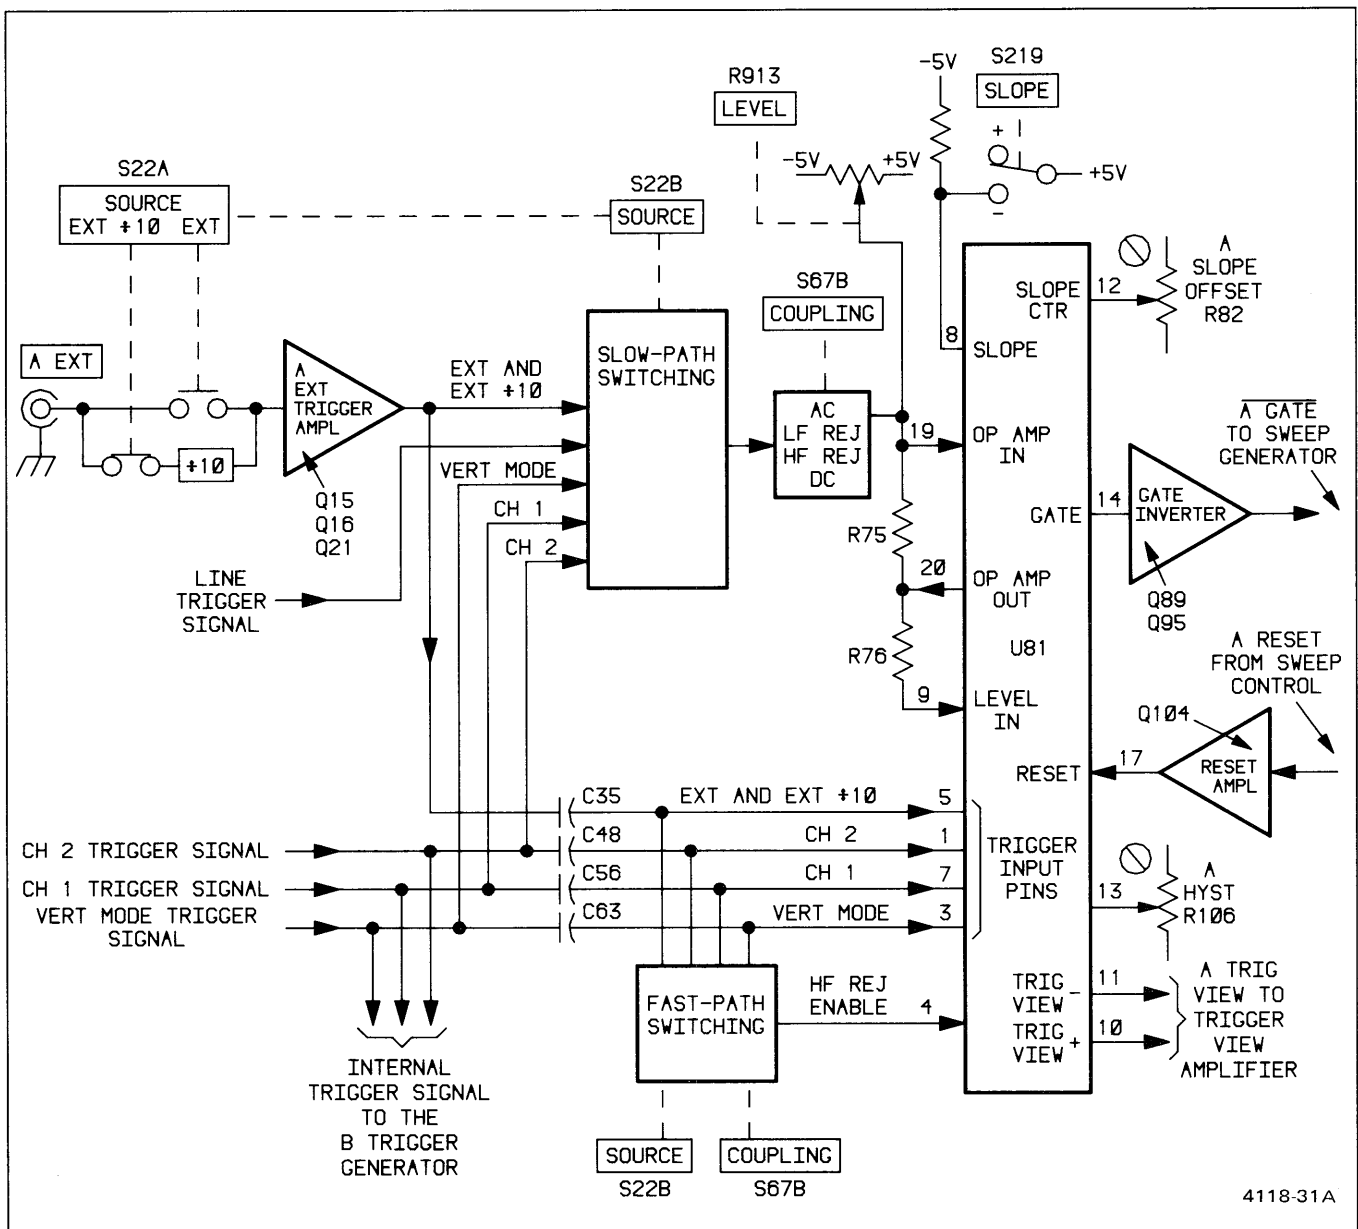 S219
SLOPE
-5V
+
-
+5V
R913
LEVEL
-5V
+5V
S22A
SOURCE
EXT ÷10 EXT
S22B
SOURCE
S67B
COUPLING
A EXT
÷10
A
EXT
TRIGGER
AMPL
Q15
Q16
Q21
EXT AND
EXT ÷10
VERT MODE
CH 1
CH 2
LINE
TRIGGER
SIGNAL
SLOW-PATH
SWITCHING
AC
LF REJ
HF REJ
DC
R75
R76
8
SLOPE
19
OP AMP
IN
20
OP AMP
OUT
U81
9
LEVEL
IN
SLOPE
CTR
12
A
SLOPE
OFFSET
R82
GATE
14
GATE
INVERTER
Q89
Q95
A GATE
TO SWEEP
GENERATOR
A RESET
FROM SWEEP
CONTROL
Q104
RESET
17
RESET
AMPL
CH 2 TRIGGER SIGNAL
CH 1 TRIGGER SIGNAL
VERT MODE TRIGGER
SIGNAL
C35
EXT AND EXT ÷10
5
C48
CH 2
1
C56
CH 1
7
C63
VERT MODE
3
TRIGGER
INPUT
PINS
13
A
HYST
R106
FAST-PATH
SWITCHING
HF REJ
ENABLE
4
TRIG
VIEW -
11
TRIG
VIEW +
10
A TRIG
VIEW TO
TRIGGER
VIEW
AMPLIFIER
INTERNAL
TRIGGER SIGNAL
TO THE
B TRIGGER
GENERATOR
SOURCE
S22B
COUPLING
S67B
4118-31A